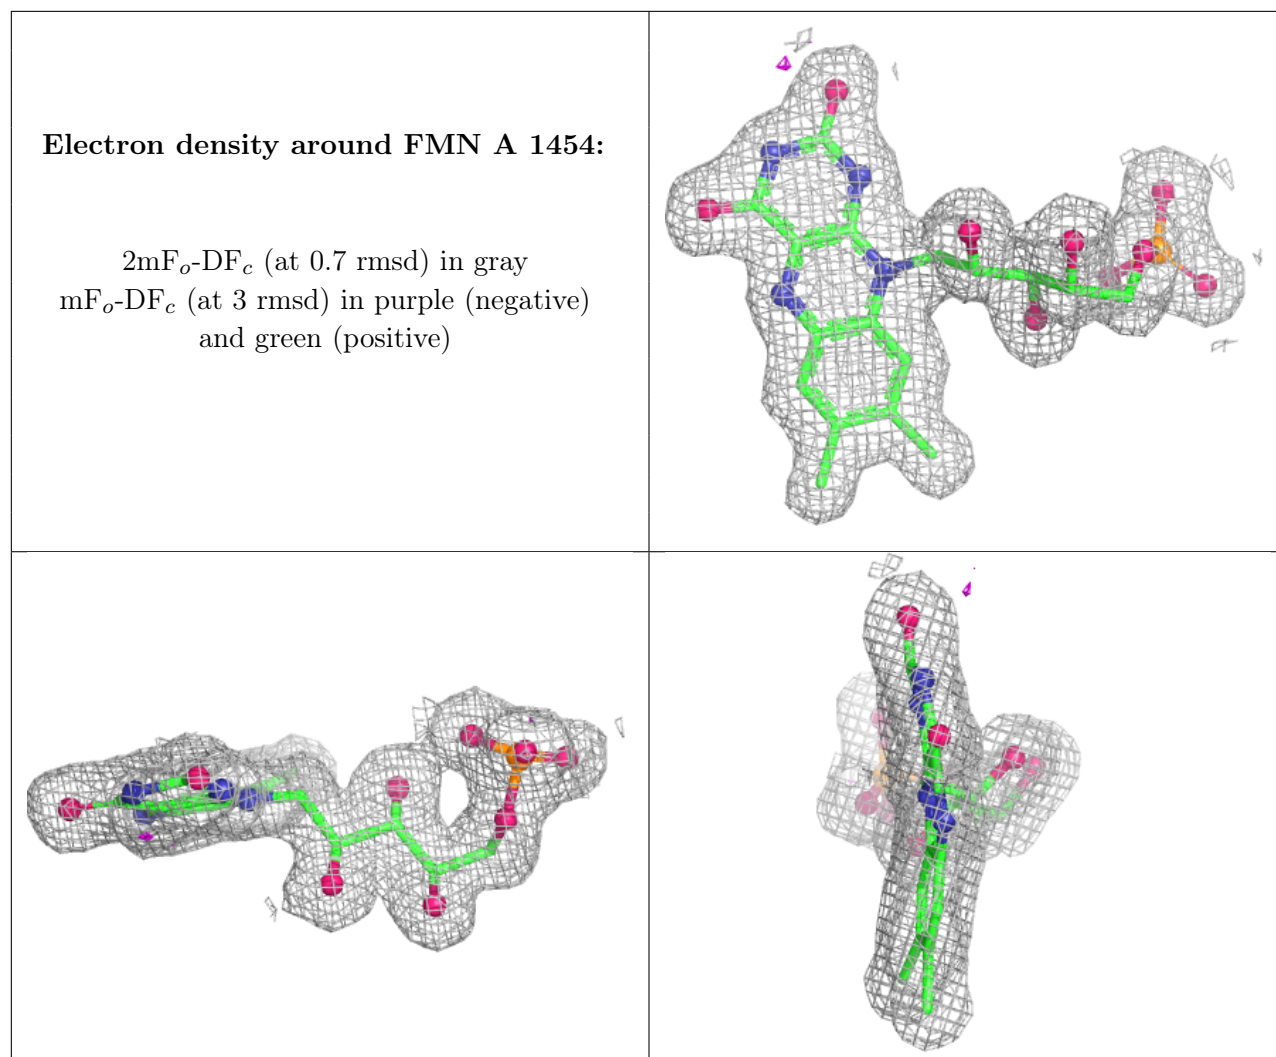 Electron density around FMN A 1454:
2mFo-DFc (at 0.7 rmsd) in gray
mFo-DFc (at 3 rmsd) in purple (negative)
and green (positive)